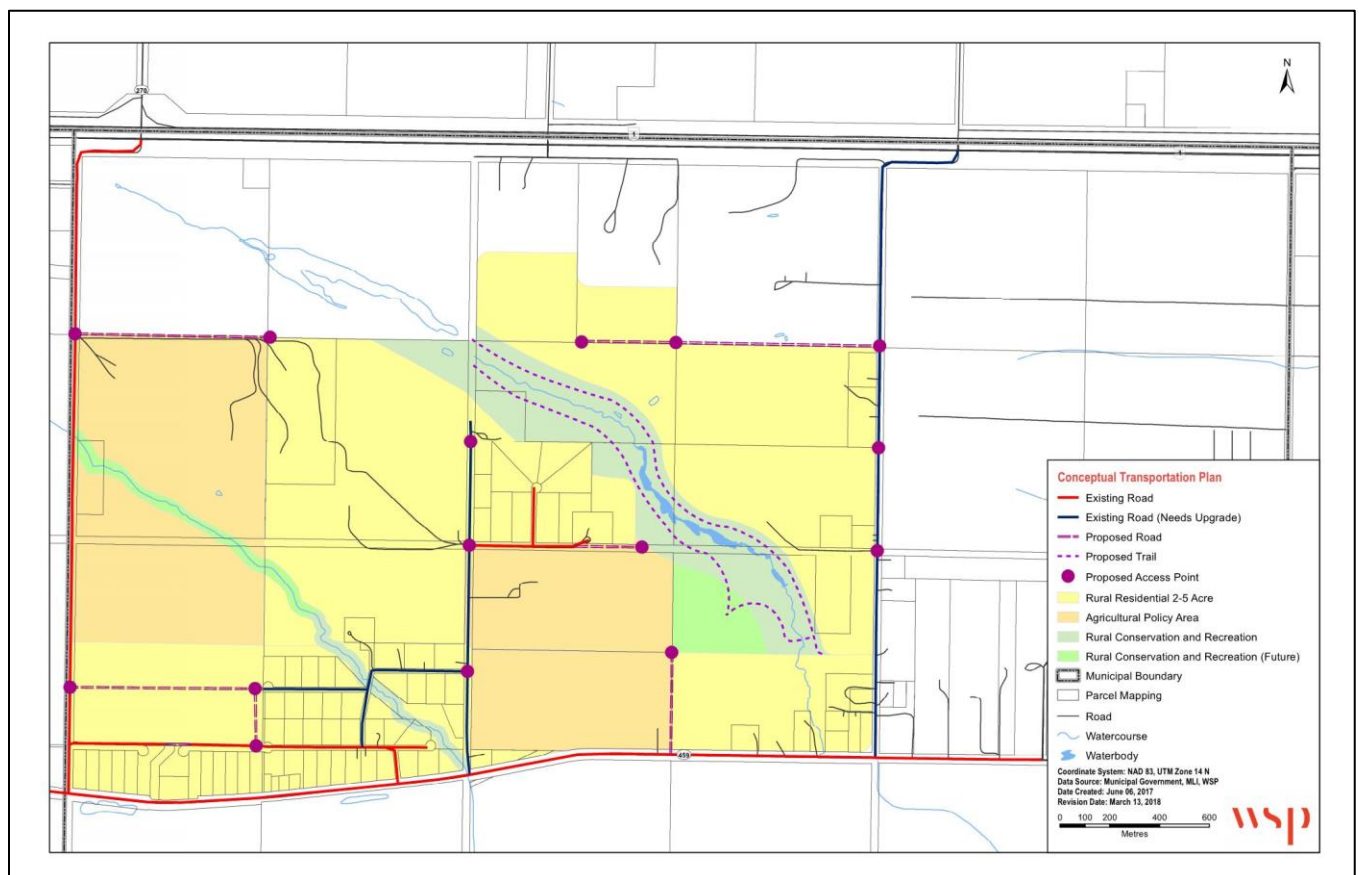 N
270
1
1
459
Conceptual Transportation Plan
Existing Road
Existing Road (Needs Upgrade)
Proposed Road
Proposed Trail
Proposed Access Point
Rural Residential 2-5 Acre
Agricultural Policy Area
Rural Conservation and Recreation
Rural Conservation and Recreation (Future)
Municipal Boundary
Parcel Mapping
Road
Watercourse
Waterbody
Coordinate System: NAD 83, UTM Zone 14 N
Data Source: Municipal Government, MLI, WSP
Date Created: June 06, 2017
Revision Date: March 13, 2018
0 100 200 400 600
Metres
wsp